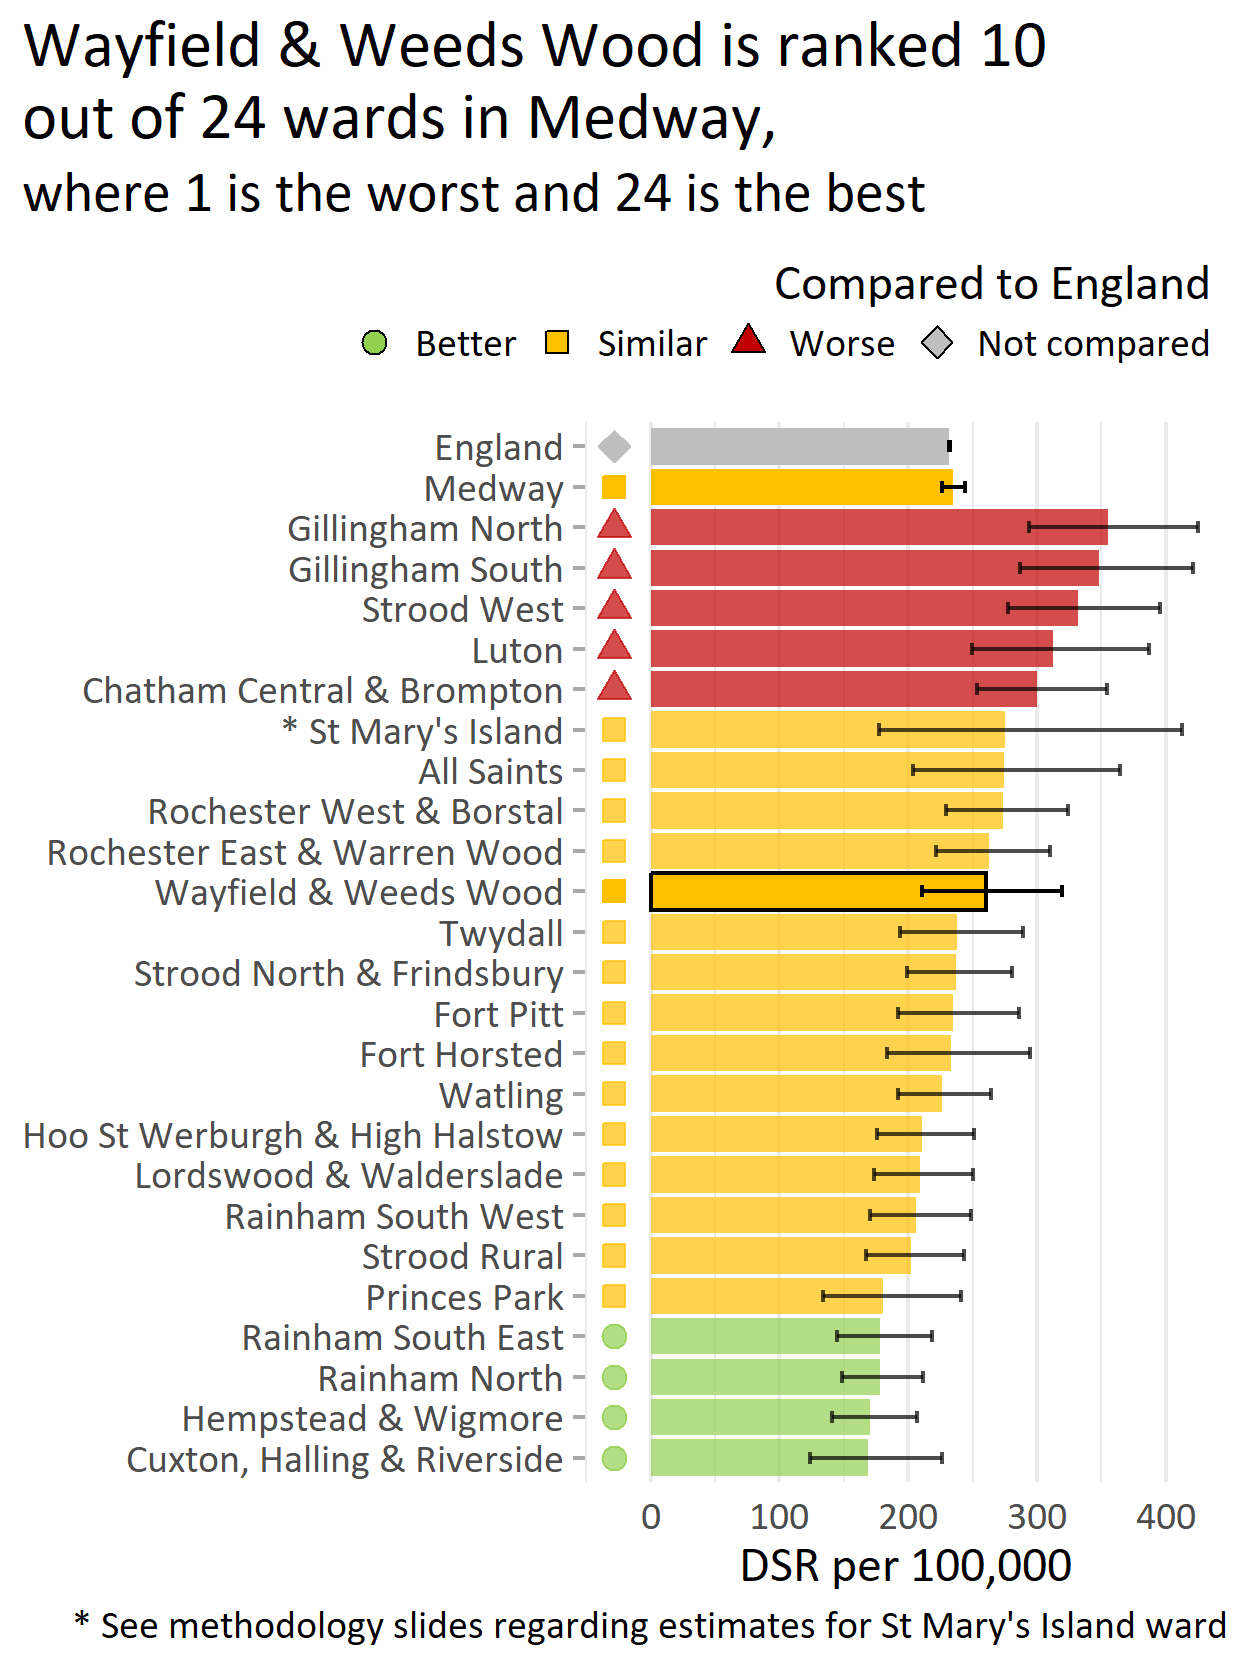 Wayfield & Weeds Wood is ranked 10
out of 24 wards in Medway,
where 1 is the worst and 24 is the best
Compared to England
Better Similar Worse Not compared
England
Medway
Gillingham North
Gillingham South
Strood West
Luton
Chatham Central & Brompton
* St Mary's Island
All Saints
Rochester West & Borstal
Rochester East & Warren Wood
Wayfield & Weeds Wood
Twydall
Strood North & Frindsbury
Fort Pitt
Fort Horsted
Watling
Hoo St Werburgh & High Halstow
Lordswood & Walderslade
Rainham South West
Strood Rural
Princes Park
Rainham South East
Rainham North
Hempstead & Wigmore
Cuxton, Halling & Riverside
0 100 200 300 400
DSR per 100,000
* See methodology slides regarding estimates for St Mary's Island ward